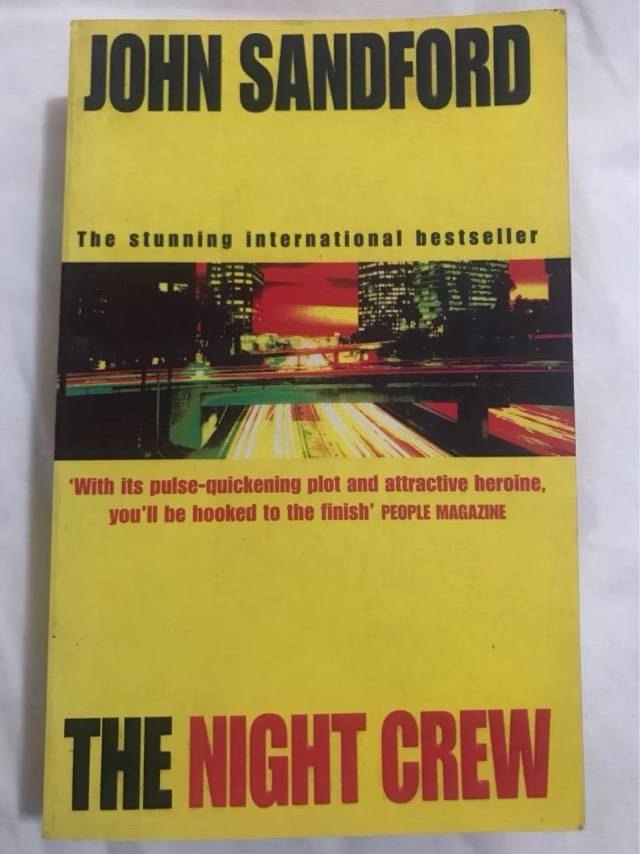 JOHN SANDFORD
The stunning international bestseller
‘With its pulse-quickening plot and attractive heroine,
you'll be hooked to the finish’ PEOPLE MAGAZINE
THE NIGHT CREW